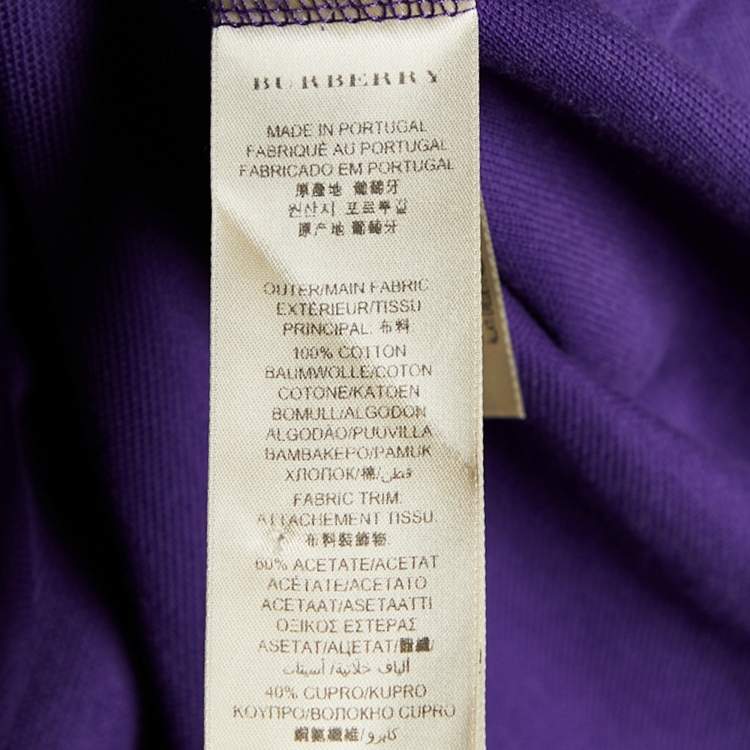 BURBERRY
MADE IN PORTUGAL
FABRIQUÉ AU PORTUGAL
FABRICADO EM PORTUGAL
原產地 葡萄牙
원산지 포르투갈
原産地 葡萄牙
OUTER/MAIN FABRIC
EXTÉRIEUR/TISSU
PRINCIPAL: 布料
100% COTTON
BAUMWOLLE/COTON
COTONE/KATOEN
BOMULL/ALGODON
ALGODÃO/PUUVILLA
ΒΑΜΒΑΚΕΡΟ/PAMUK
ХЛОПОК/棉/قطن
FABRIC TRIM:
ATTACHEMENT TISSU:
布料裝飾物
60% ACETATE/ACETAT
ACÉTATE/ACETATO
ACETAAT/ASETAATTI
ΟΞΙΚΟΣ ΕΣΤΕΡΑΣ
ASETAT/АЦЕТАТ/醋纖/
ألياف خلانية/أسيتات
40% CUPRO/KUPRO
ΚΟΥΠΡΟ/ВОЛОКНО CUPRO
銅氨纖維/كابرو